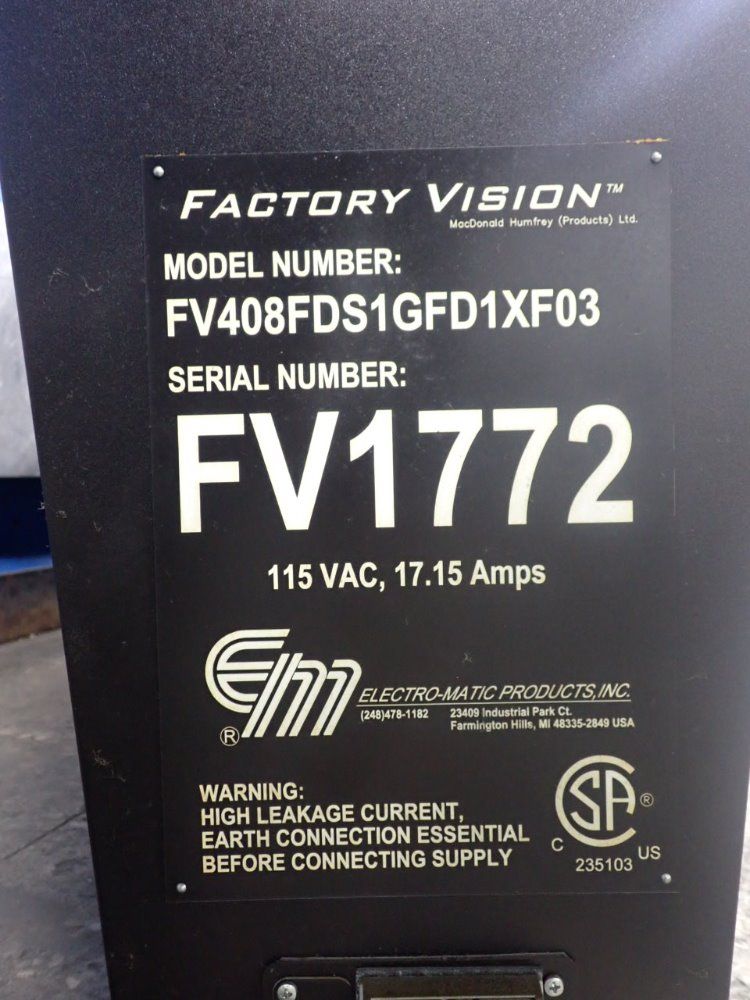 FACTORY VISION™
MacDonald Humfrey (Products) Ltd.
MODEL NUMBER:
FV408FDS1GFD1XF03
SERIAL NUMBER:
FV1772
115 VAC, 17.15 Amps
EM ®
ELECTRO-MATIC PRODUCTS, INC.
(248)478-1182 23409 Industrial Park Ct.
Farmington Hills, MI 48335-2849 USA
WARNING:
HIGH LEAKAGE CURRENT,
EARTH CONNECTION ESSENTIAL
BEFORE CONNECTING SUPPLY
CSA ®
C US
235103